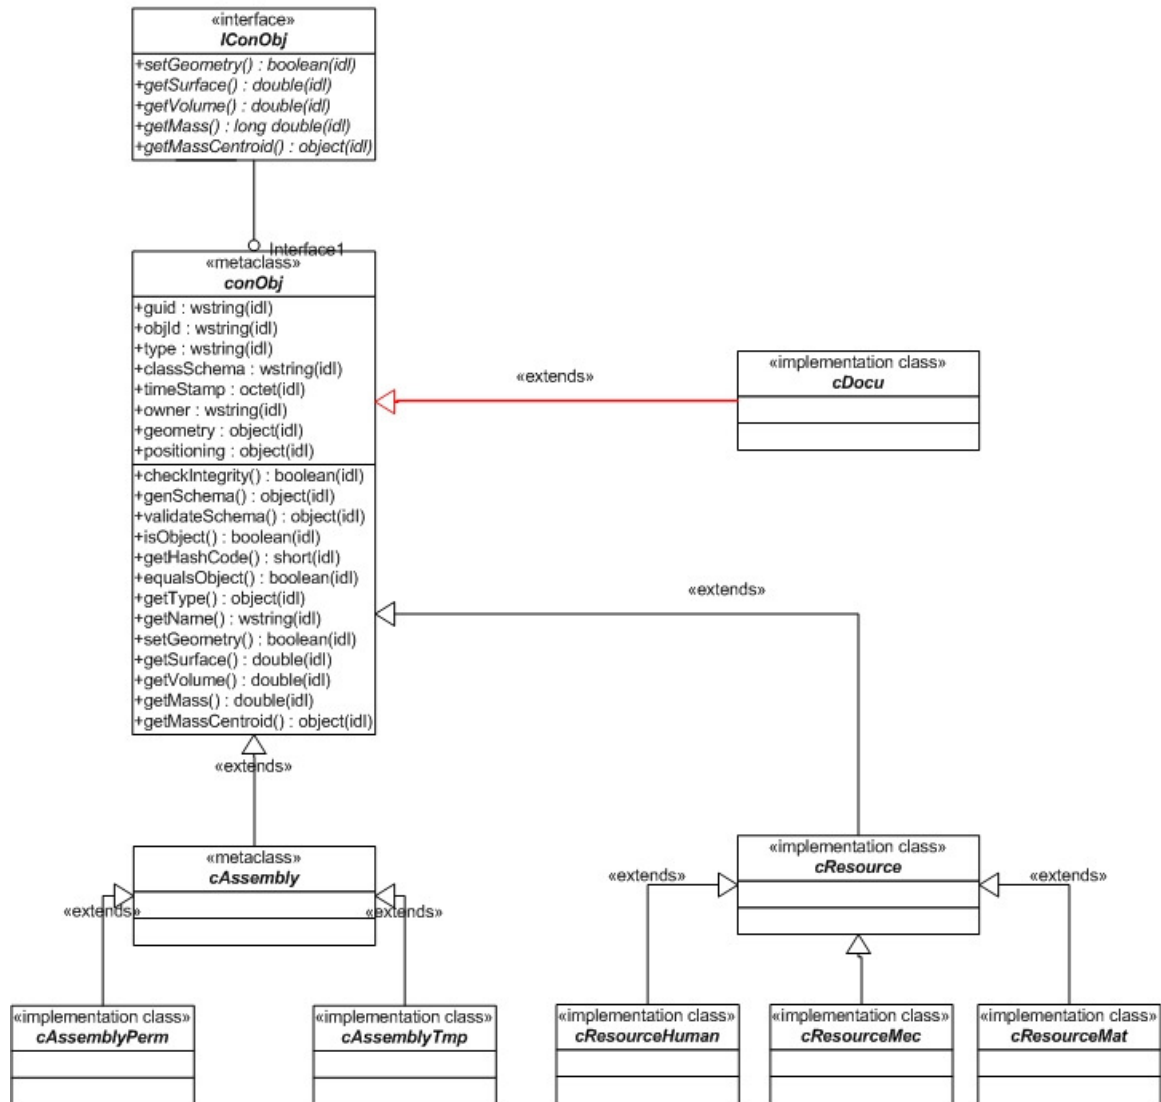 «interface»
IConObj
+setGeometry() : boolean(idl)
+getSurface() : double(idl)
+getVolume() : double(idl)
+getMass() : long double(idl)
+getMassCentroid() : object(idl)
Interface1
«metaclass»
conObj
+guid : wstring(idl)
+objId : wstring(idl)
+type : wstring(idl)
+classSchema : wstring(idl)
+timeStamp : octet(idl)
+owner : wstring(idl)
+geometry : object(idl)
+positioning : object(idl)
+checkIntegrity() : boolean(idl)
+genSchema() : object(idl)
+validateSchema() : object(idl)
+isObject() : boolean(idl)
+getHashCode() : short(idl)
+equalsObject() : boolean(idl)
+getType() : object(idl)
+getName() : wstring(idl)
+setGeometry() : boolean(idl)
+getSurface() : double(idl)
+getVolume() : double(idl)
+getMass() : double(idl)
+getMassCentroid() : object(idl)
«extends»
«implementation class»
cDocu
«extends»
«extends»
«metaclass»
cAssembly
«extends»
«extends»
«implementation class»
cResource
«extends»
«extends»
«implementation class»
cAssemblyPerm
«implementation class»
cAssemblyTmp
«implementation class»
cResourceHuman
«implementation class»
cResourceMec
«implementation class»
cResourceMat